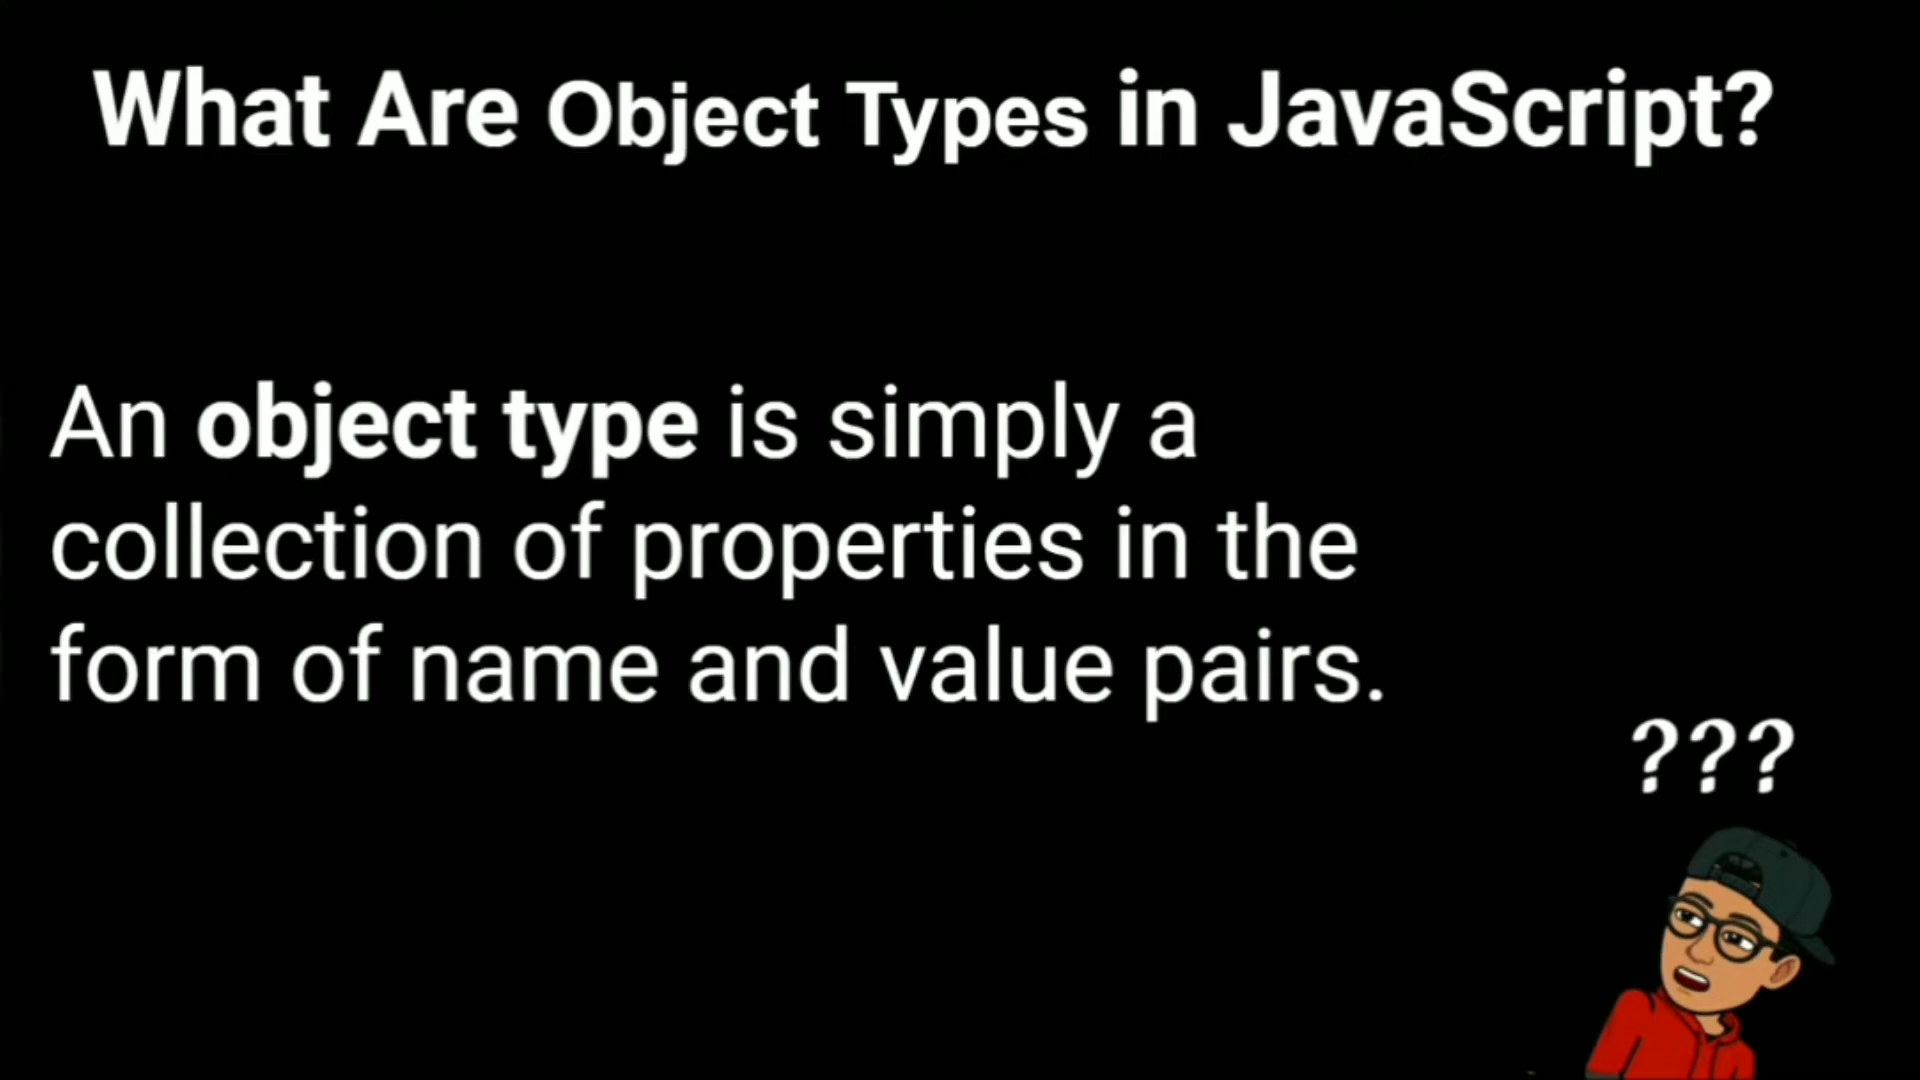 What Are Object Types in JavaScript?
An object type is simply a
collection of properties in the
form of name and value pairs.
???